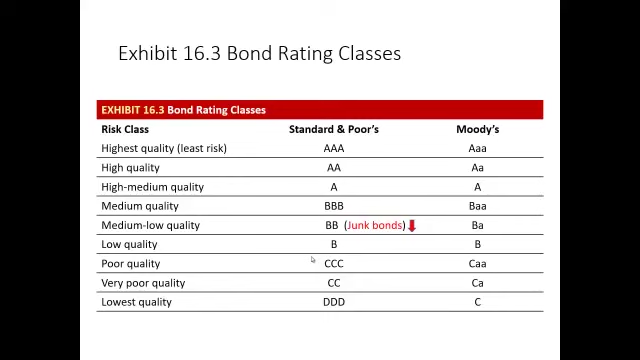 Exhibit 16.3 Bond Rating Classes
EXHIBIT 16.3 Bond Rating Classes
Risk Class Standard & Poor's Moody's
Highest quality (least risk) AAA Aaa
High quality AA Aa
High-medium quality A A
Medium quality BBB Baa
Medium-low quality BB (Junk bonds) Ba
Low quality B B
Poor quality CCC Caa
Very poor quality CC Ca
Lowest quality DDD C